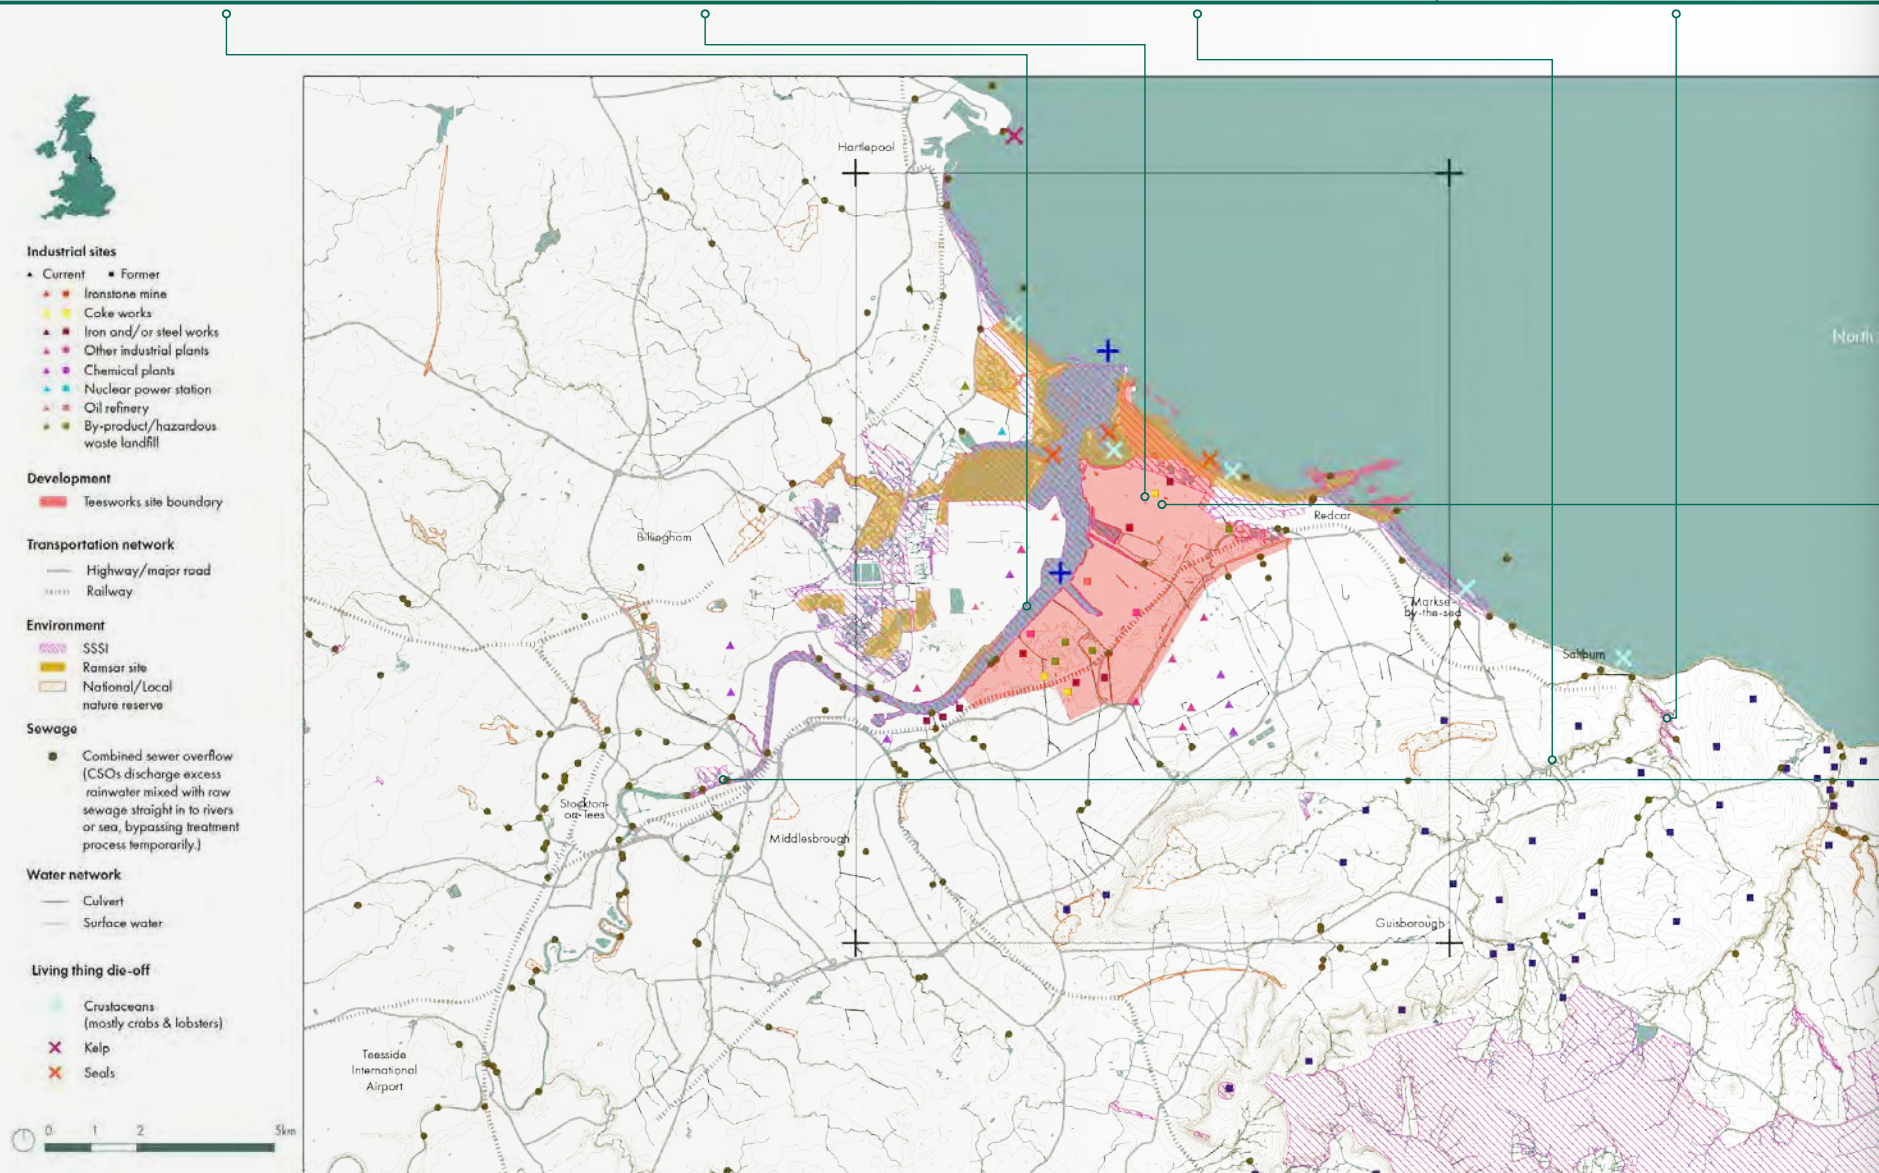 Industrial sites
Current Former
Ironstone mine
Coke works
Iron and/or steel works
Other industrial plants
Chemical plants
Nuclear power station
Oil refinery
By-product/hazardous
waste landfill
Development
Teesworks site boundary
Transportation network
Highway/major road
Railway
Environment
SSSI
Ramsar site
National/Local
nature reserve
Sewage
Combined sewer overflow
(CSOs discharge excess
rainwater mixed with raw
sewage straight in to rivers
or sea, bypassing treatment
process temporarily.)
Water network
Culvert
Surface water
Living thing die-off
Crustaceans
(mostly crabs & lobsters)
Kelp
Seals
0 1 2 5km
Hartlepool
North
Redcar
Billingham
Marske-
by-the-sea
Saltburn
Stockton-
on-Tees
Middlesbrough
Guisborough
Teesside
International
Airport